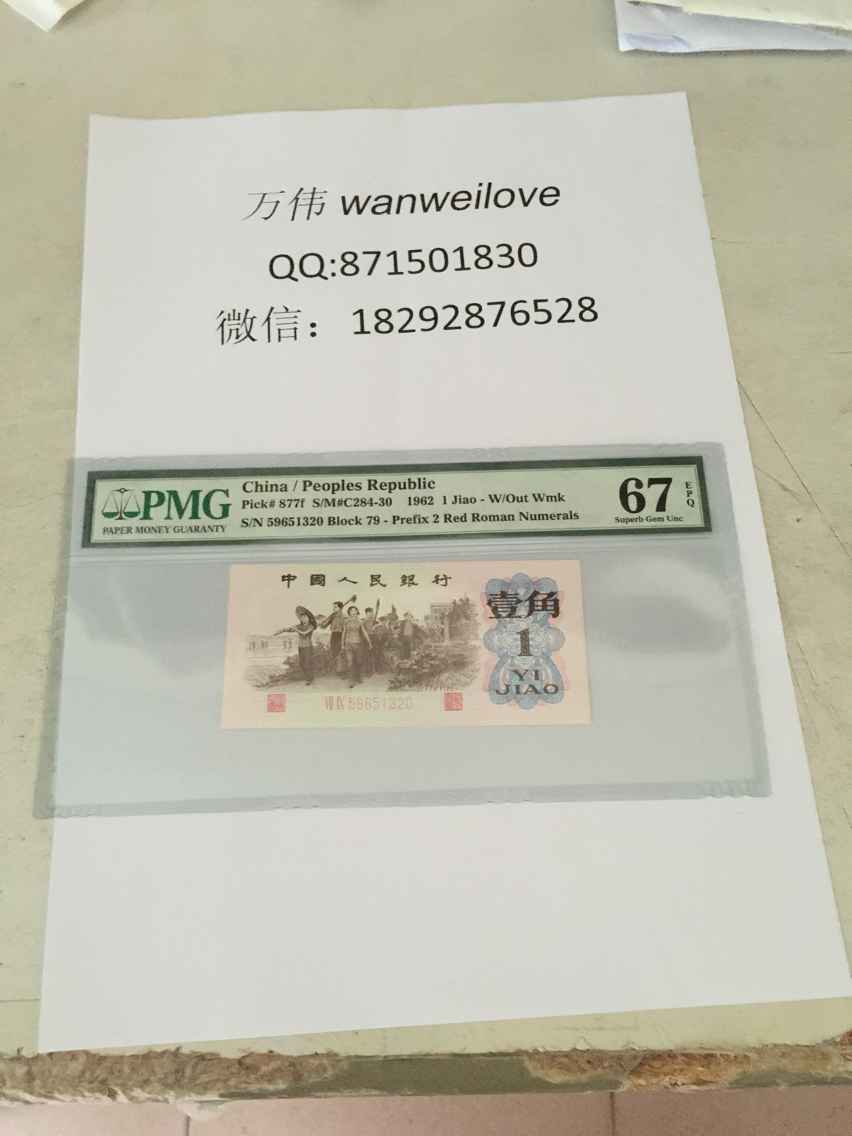 万伟 wanweilove
QQ:871501830
微信：18292876528
PMG
PAPER MONEY GUARANTY
China / Peoples Republic
Pick# 877f S/M#C284-30 1962 1 Jiao - W/Out Wmk
S/N 59651320 Block 79 - Prefix 2 Red Roman Numerals
67
EPQ
Superb Gem Unc
中國人民銀行
壹角
1
YI
JIAO
59651320